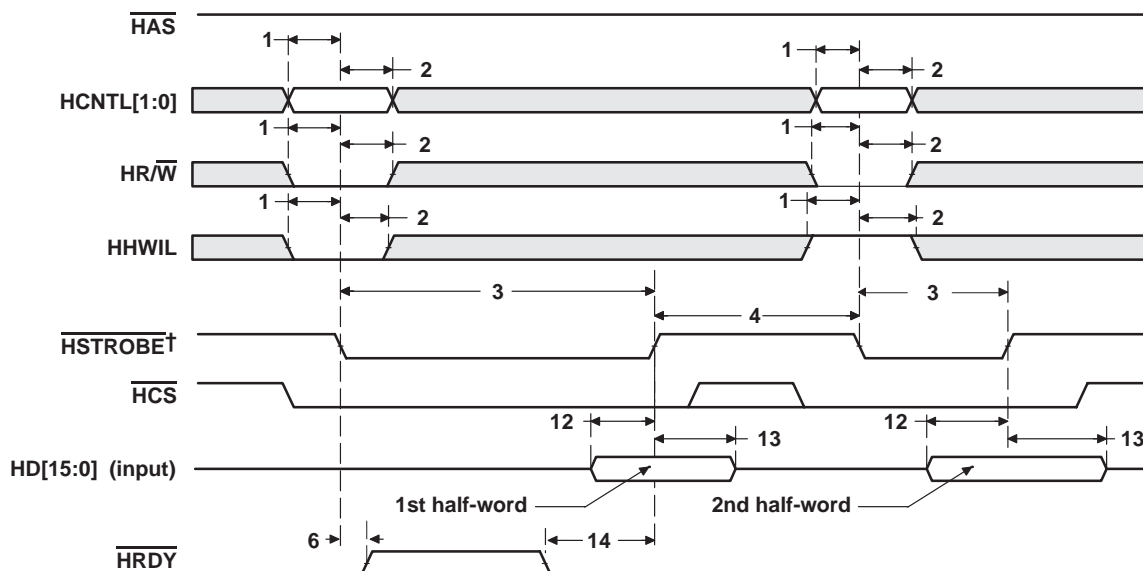 HAS
1
1
2
2
HCNTL[1:0]
1
1
2
2
HR/W
1
1
2
2
HHWIL
3
3
4
HSTROBE†
HCS
12
12
13
13
HD[15:0] (input)
1st half-word
2nd half-word
6
14
HRDY